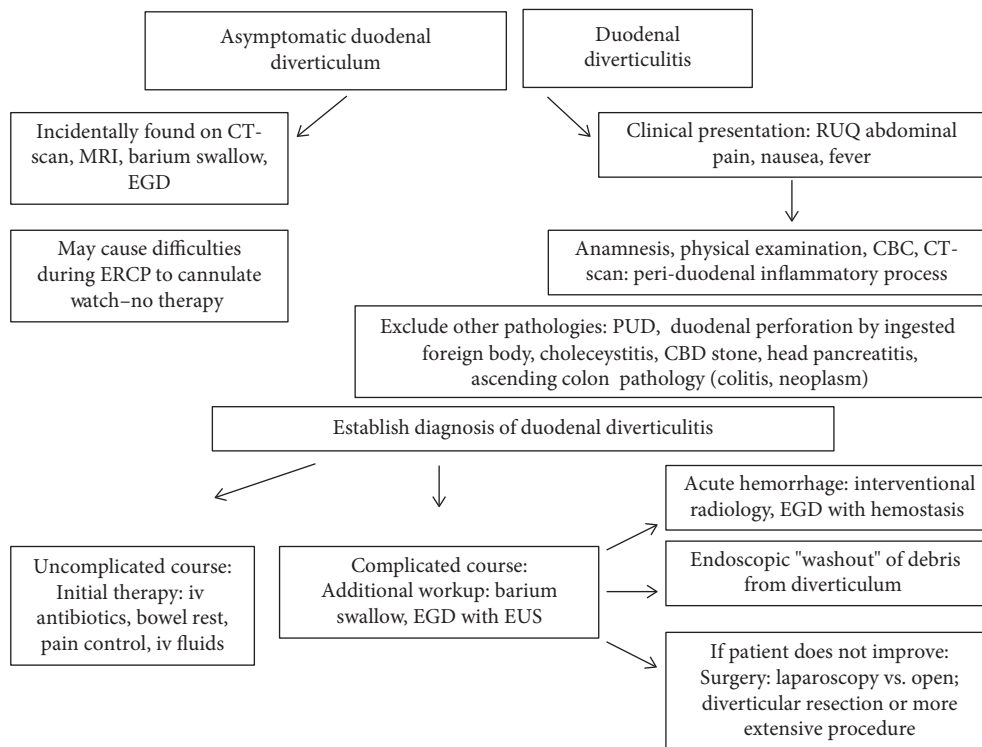 Asymptomatic duodenal
diverticulum
Duodenal
diverticulitis
Incidentally found on CT-
scan, MRI, barium swallow,
EGD
Clinical presentation: RUQ abdominal
pain, nausea, fever
May cause difficulties
during ERCP to cannulate
watch–no therapy
Anamnesis, physical examination, CBC, CT-
scan: peri-duodenal inflammatory process
Exclude other pathologies: PUD, duodenal perforation by ingested
foreign body, choleceystitis, CBD stone, head pancreatitis,
ascending colon pathology (colitis, neoplasm)
Establish diagnosis of duodenal diverticulitis
Uncomplicated course:
Initial therapy: iv
antibiotics, bowel rest,
pain control, iv fluids
Complicated course:
Additional workup: barium
swallow, EGD with EUS
Acute hemorrhage: interventional
radiology, EGD with hemostasis
Endoscopic "washout" of debris
from diverticulum
If patient does not improve:
Surgery: laparoscopy vs. open;
diverticular resection or more
extensive procedure